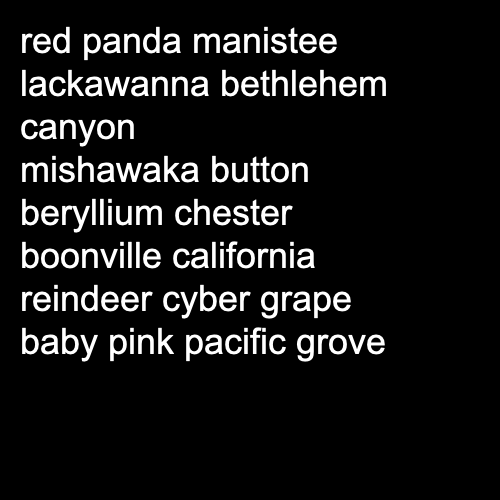 red panda manistee
lackawanna bethlehem
canyon
mishawaka button
beryllium chester
boonville california
reindeer cyber grape
baby pink pacific grove